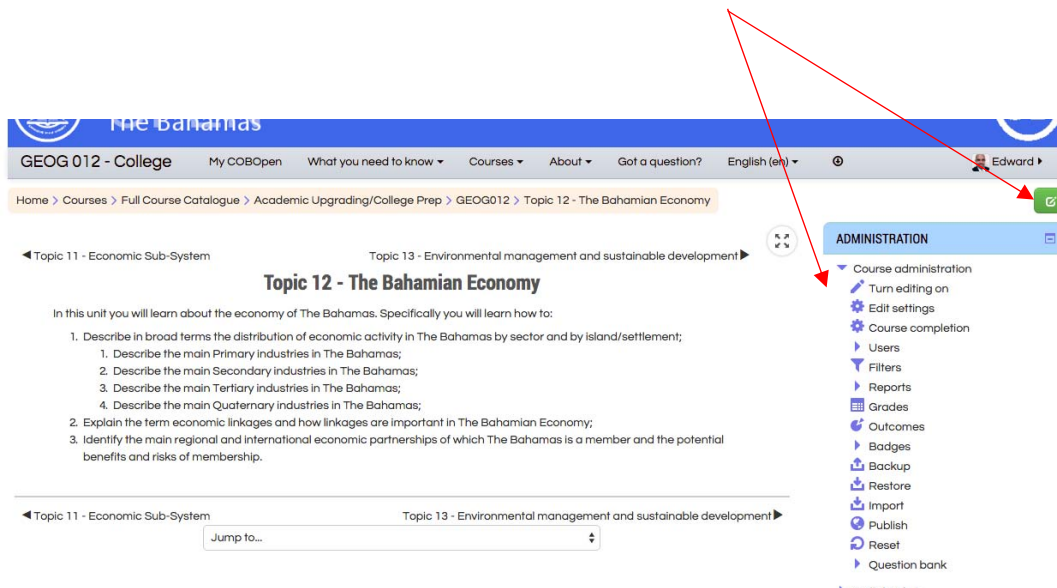 The Bahamas
GEOG 012 - College My COBOpen What you need to know Courses About Got a question? English (en) Edward
Home > Courses > Full Course Catalogue > Academic Upgrading/College Prep > GEOG012 > Topic 12 - The Bahamian Economy
ADMINISTRATION
Topic 11 - Economic Sub-System Topic 13 - Environmental management and sustainable development
Topic 12 - The Bahamian Economy
In this unit you will learn about the economy of The Bahamas. Specifically you will learn how to:
1. Describe in broad terms the distribution of economic activity in The Bahamas by sector and by island/settlement;
1. Describe the main Primary industries in The Bahamas;
2. Describe the main Secondary industries in The Bahamas;
3. Describe the main Tertiary industries in The Bahamas;
4. Describe the main Quaternary industries in The Bahamas;
2. Explain the term economic linkages and how linkages are important in The Bahamian Economy;
3. Identify the main regional and international economic partnerships of which The Bahamas is a member and the potential
benefits and risks of membership.
Topic 11 - Economic Sub-System Topic 13 - Environmental management and sustainable development
Jump to...
Course administration
Turn editing on
Edit settings
Course completion
Users
Filters
Reports
Grades
Outcomes
Badges
Backup
Restore
Import
Publish
Reset
Question bank